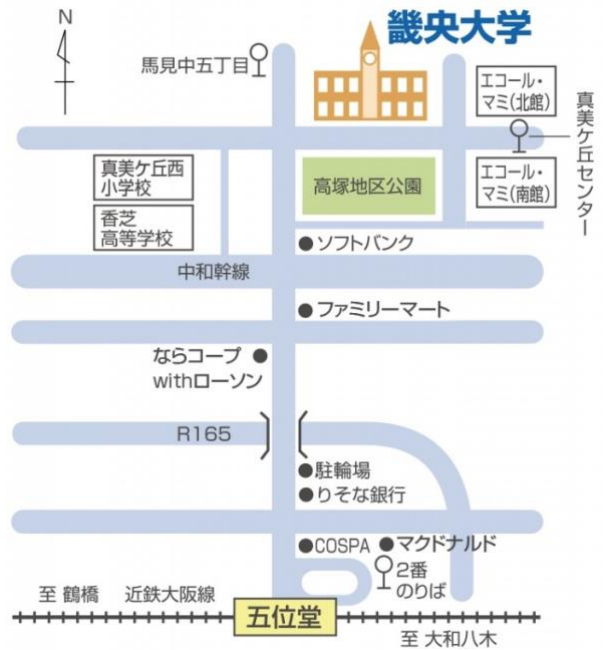 N
畿央大学
馬見中五丁目
エコール・
マミ(北館)
真美ケ丘センター
真美ケ丘西
小学校
高塚地区公園
エコール・
マミ(南館)
香芝
高等学校
ソフトバンク
中和幹線
ファミリーマート
ならコープ
withローソン
R165
駐輪場
りそな銀行
COSPA
マクドナルド
2番
のりば
至 鶴橋
近鉄大阪線
五位堂
至 大和八木